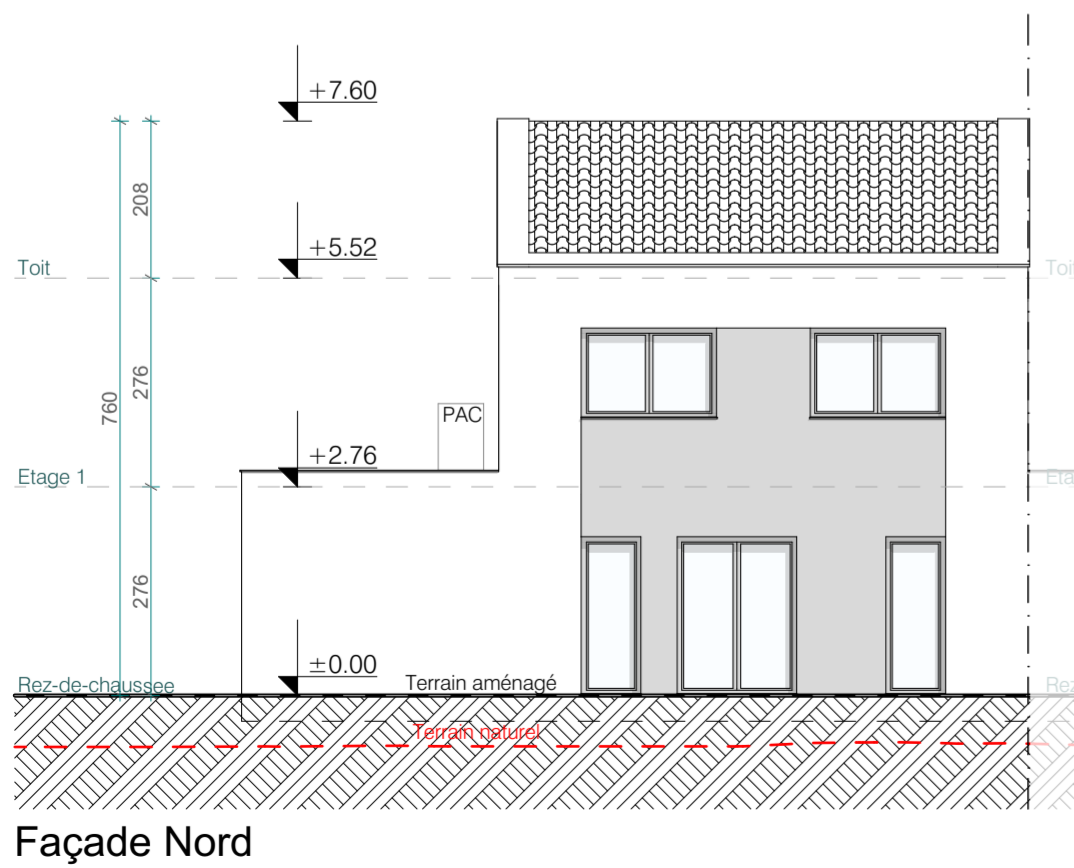 +7.60
208
+5.52
Toit
Toit
276
760
PAC
+2.76
Etage 1
Eta
276
±0.00
Rez-de-chaussee
Terrain aménagé
Rez
Terrain naturel
Façade Nord